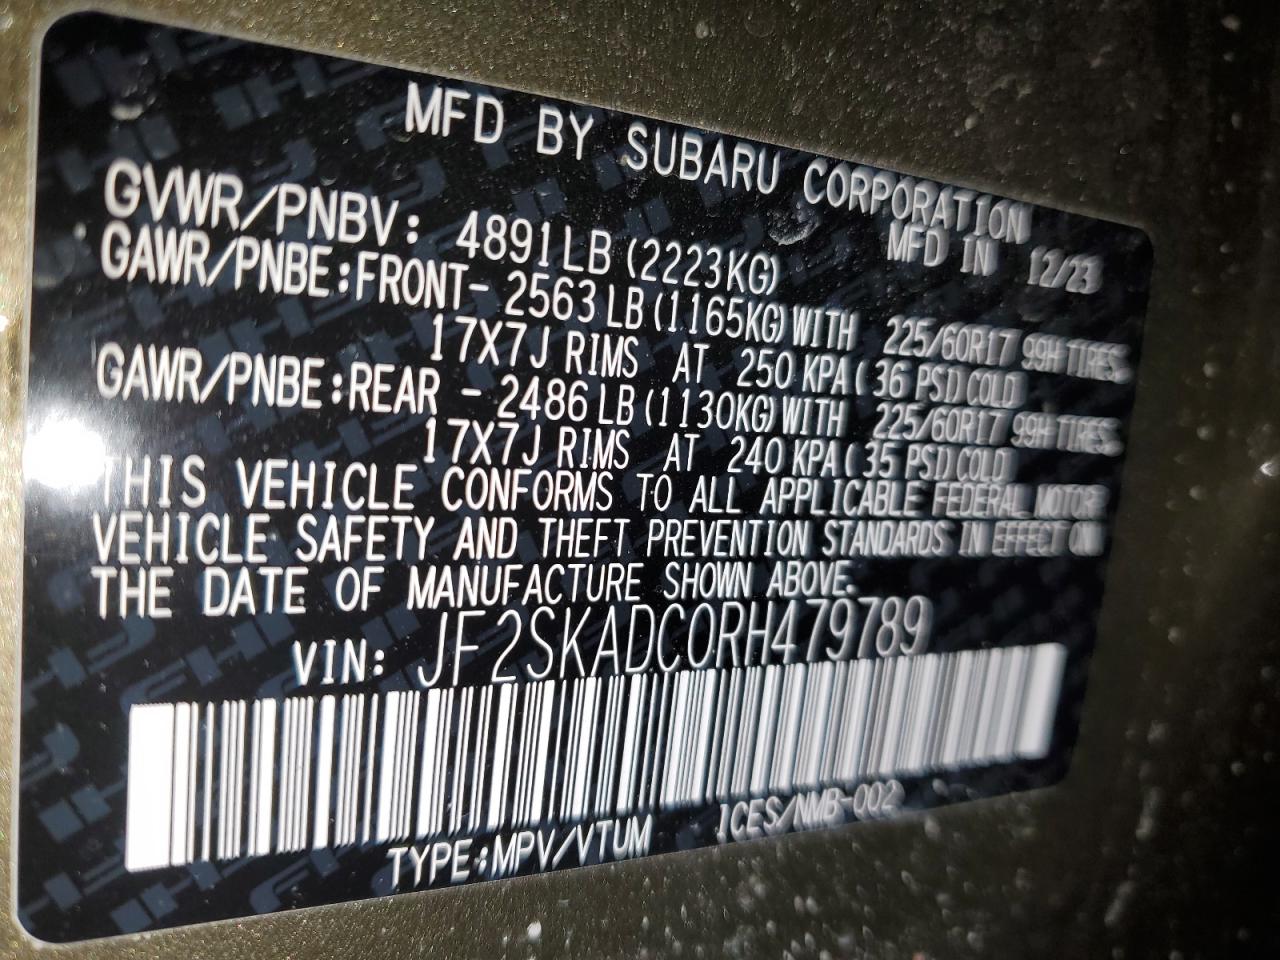 MFD BY SUBARU CORPORATION
MFD IN 12/23
GVWR/PNBV: 4891LB (2223KG)
GAWR/PNBE:FRONT- 2563 LB (1165KG) WITH 225/60R17 99H TIRES
17X7J RIMS AT 250 KPA( 36 PSI) COLD
GAWR/PNBE:REAR - 2486 LB (1130KG) WITH 225/60R17 99H TIRES
17X7J RIMS AT 240 KPA( 35 PSI) COLD
THIS VEHICLE CONFORMS TO ALL APPLICABLE FEDERAL MOTOR
VEHICLE SAFETY AND THEFT PREVENTION STANDARDS IN EFFECT ON
THE DATE OF MANUFACTURE SHOWN ABOVE.
VIN: JF2SKADC0RH479789
TYPE:MPV/VTUM ICES/NMB-002